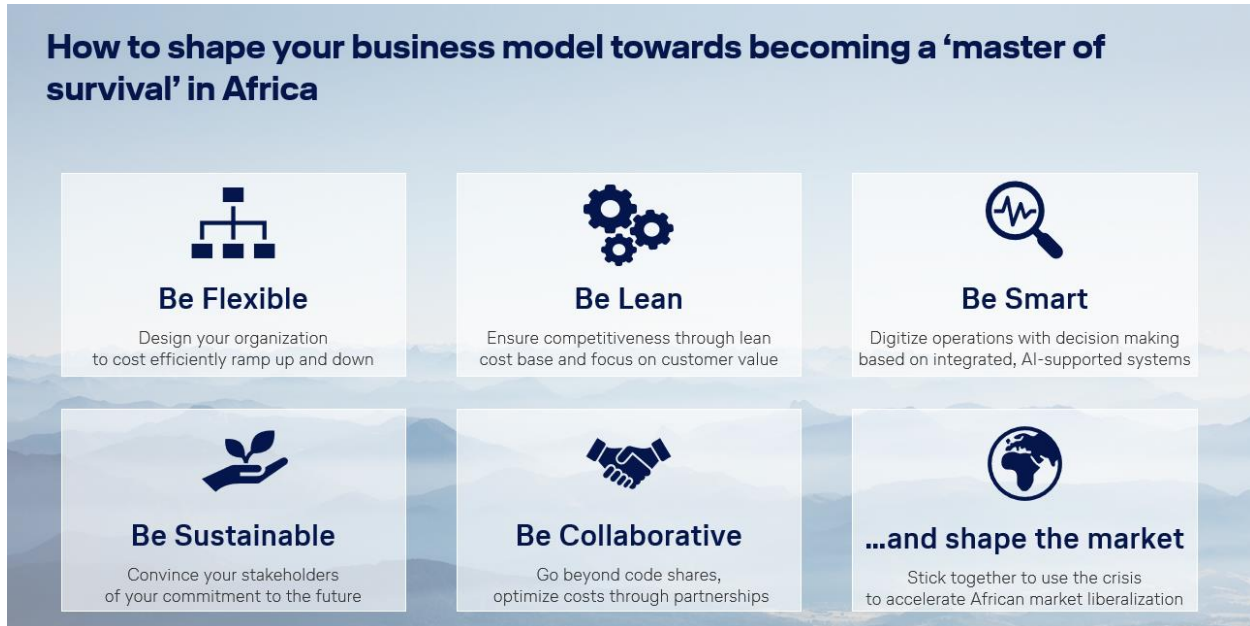 How to shape your business model towards becoming a ‘master of
survival’ in Africa
Be Flexible
Design your organization
to cost efficiently ramp up and down
Be Lean
Ensure competitiveness through lean
cost base and focus on customer value
Be Smart
Digitize operations with decision making
based on integrated, AI-supported systems
Be Sustainable
Convince your stakeholders
of your commitment to the future
Be Collaborative
Go beyond code shares,
optimize costs through partnerships
...and shape the market
Stick together to use the crisis
to accelerate African market liberalization